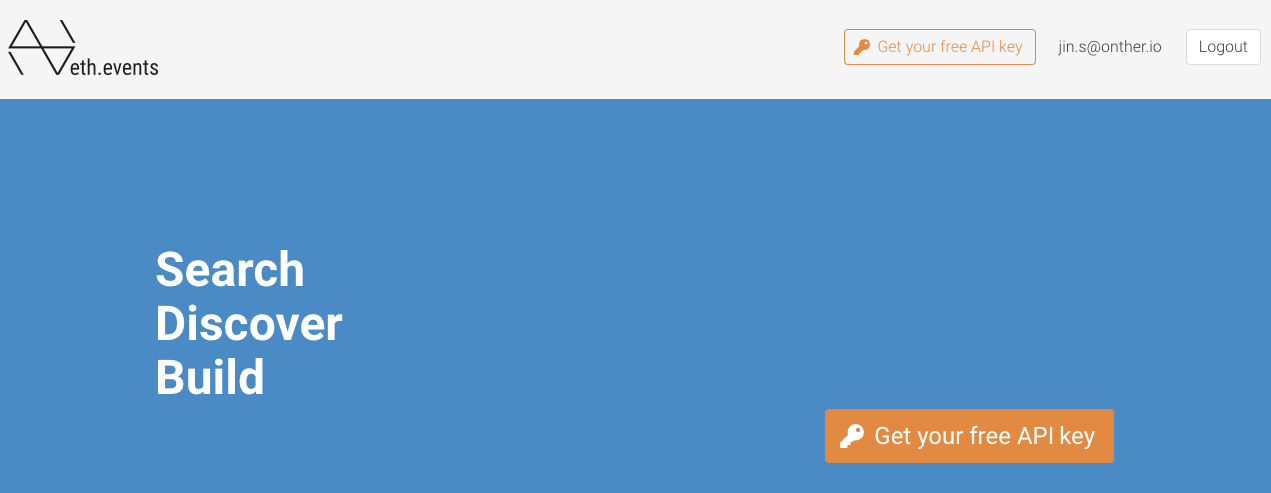 eth.events
Get your free API key
jin.s@onther.io
Logout
Search
Discover
Build
Get your free API key